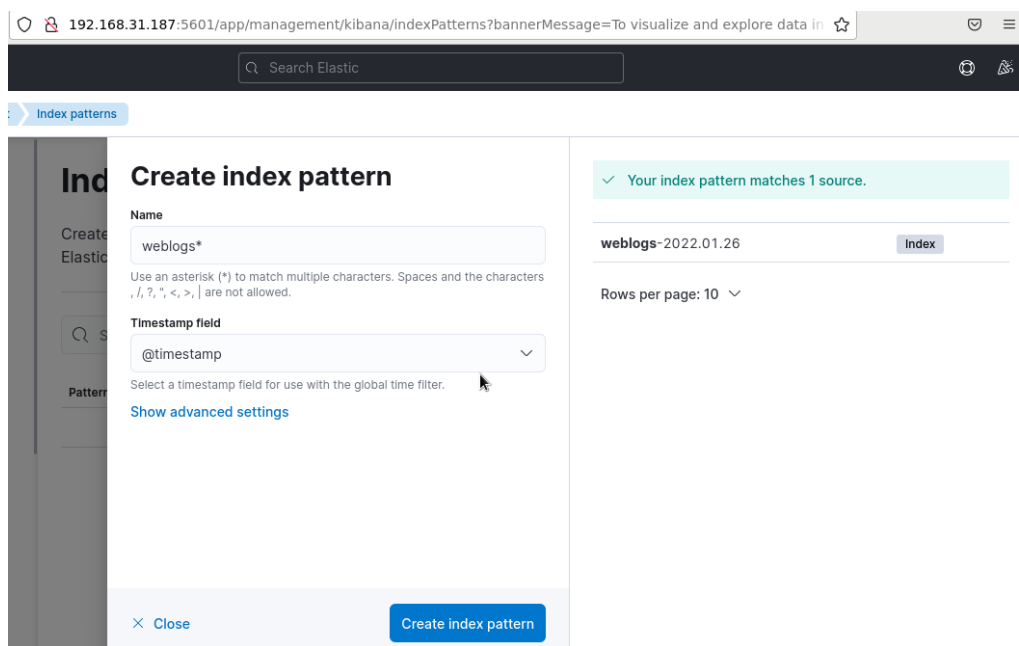 192.168.31.187:5601/app/management/kibana/indexPatterns?bannerMessage=To visualize and explore data in
Search Elastic
Index patterns
Ind
Create
Elastic
S
Pattern
Create index pattern
Name
weblogs*
Use an asterisk (*) to match multiple characters. Spaces and the characters
, /, ?, ", <, >, | are not allowed.
Timestamp field
@timestamp
Select a timestamp field for use with the global time filter.
Show advanced settings
Close
Create index pattern
Your index pattern matches 1 source.
weblogs-2022.01.26 Index
Rows per page: 10